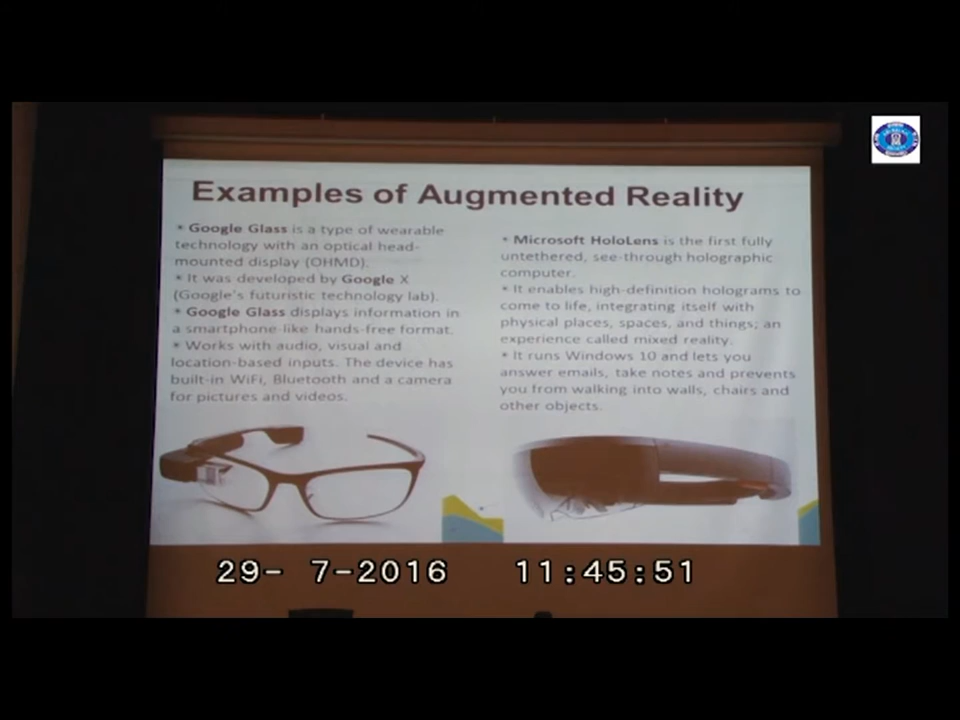 Examples of Augmented Reality
* Google Glass is a type of wearable
technology with an optical head-
mounted display (OHMD).
* It was developed by Google X
(Google's futuristic technology lab).
* Google Glass displays information in
a smartphone-like hands-free format.
* Works with audio, visual and
location-based inputs. The device has
built-in WiFi, Bluetooth and a camera
for pictures and videos.
* Microsoft HoloLens is the first fully
untethered, see-through holographic
computer.
* It enables high-definition holograms to
come to life, integrating itself with
physical places, spaces, and things; an
experience called mixed reality.
* It runs Windows 10 and lets you
answer emails, take notes and prevents
you from walking into walls, chairs and
other objects.
29- 7-2016 11:45:51